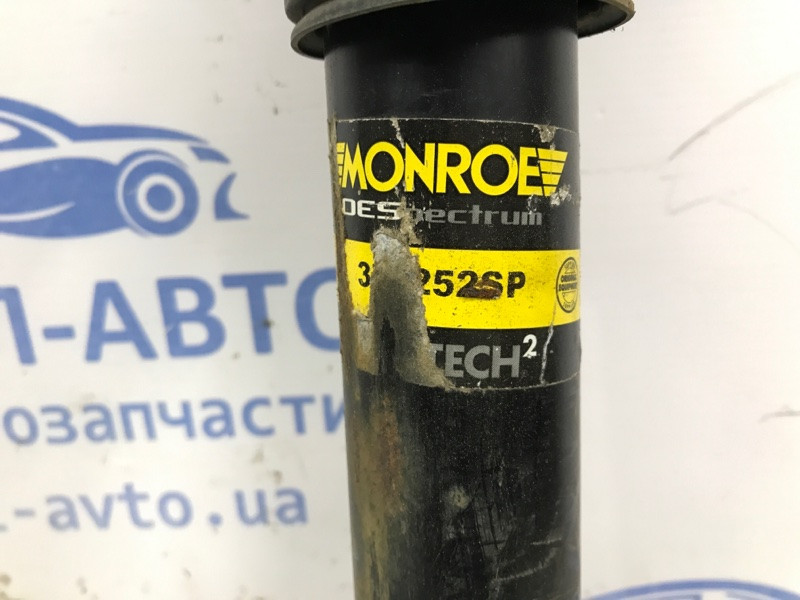 MONROE
OESpectrum
252SP
TECH²
Л-АВТО
озапчасти
-avto.ua